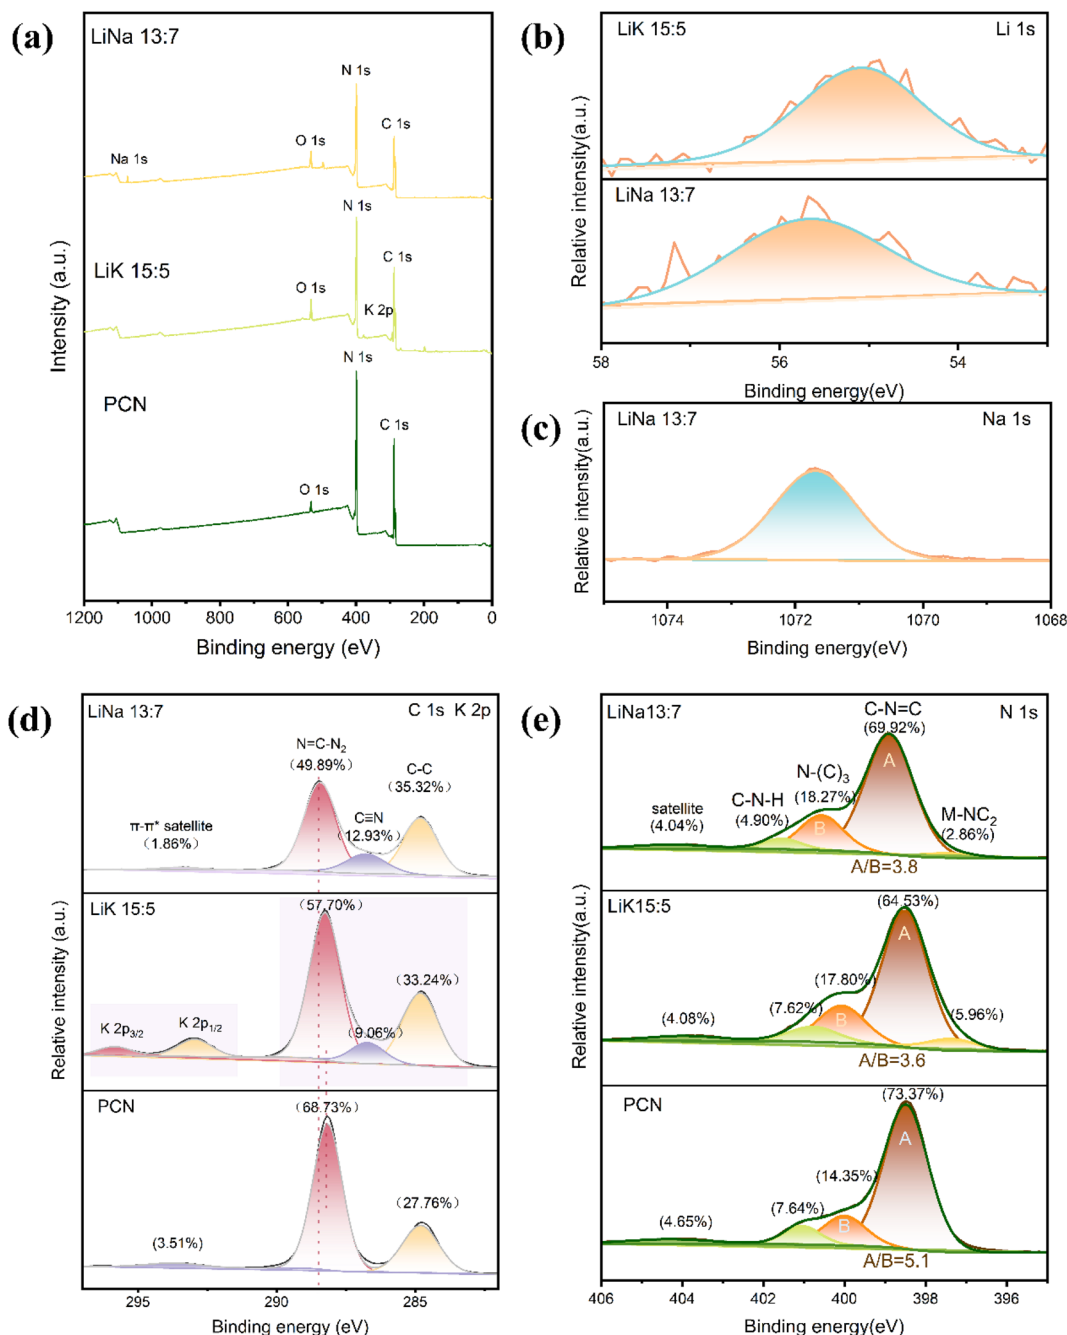 (a)
LiNa 13:7
N 1s
C 1s
O 1s
Na 1s
LiK 15:5
N 1s
C 1s
O 1s
K 2p
PCN
N 1s
C 1s
O 1s
Intensity (a.u.)
1200 1000 800 600 400 200 0
Binding energy (eV)
(b)
LiK 15:5 Li 1s
LiNa 13:7
Relative intensity(a.u.)
58 56 54
Binding energy(eV)
(c)
LiNa 13:7 Na 1s
Relative intensity(a.u.)
1074 1072 1070 1068
Binding energy(eV)
(d)
LiNa 13:7 C 1s K 2p
N=C-N2
(49.89%)
C-C
(35.32%)
C≡N
(12.93%)
π-π* satellite
(1.86%)
LiK 15:5
(57.70%)
(33.24%)
(9.06%)
K 2p3/2
K 2p1/2
PCN
(68.73%)
(27.76%)
(3.51%)
Relative intensity (a.u.)
295 290 285
Binding energy (eV)
(e)
LiNa13:7 N 1s
C-N=C
(69.92%)
A
N-(C)3
(18.27%)
B
C-N-H
(4.90%)
satellite
(4.04%)
M-NC2
(2.86%)
A/B=3.8
LiK15:5
(64.53%)
A
(17.80%)
B
(7.62%)
(4.08%)
(5.96%)
A/B=3.6
PCN
(73.37%)
A
(14.35%)
B
(7.64%)
(4.65%)
A/B=5.1
Relative intensity(a.u.)
406 404 402 400 398 396
Binding energy(eV)